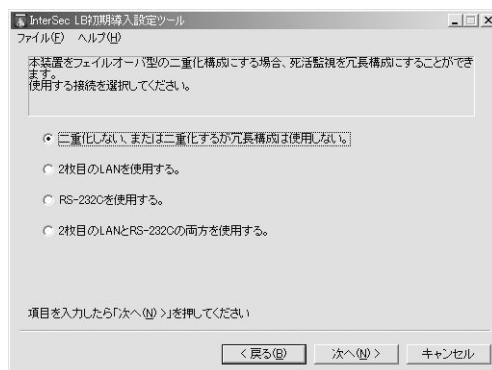 InterSec LB初期導入設定ツール
ファイル(F) ヘルプ(H)
本装置をフェイルオーバ型の二重化構成にする場合、死活監視を冗長構成にすることができ
ます。
使用する接続を選択してください。
二重化しない、または二重化するが冗長構成は使用しない。
2枚目のLANを使用する。
RS-232Cを使用する。
2枚目のLANとRS-232Cの両方を使用する。
項目を入力したら「次へ(N) >」を押してください
< 戻る(B) 次へ(N) > キャンセル